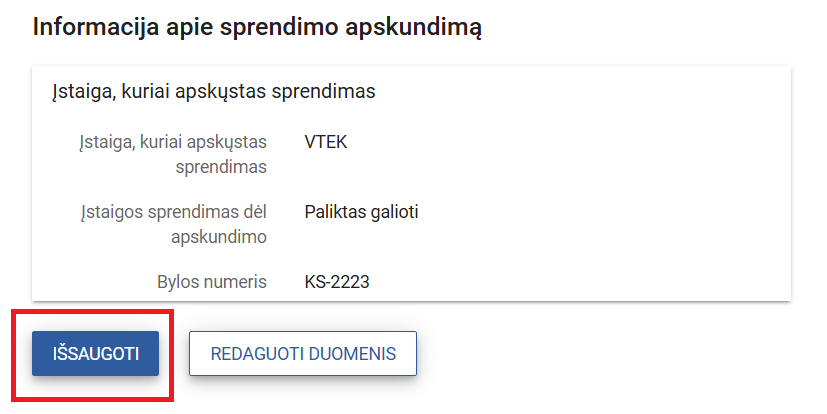 Informacija apie sprendimo apskundimą
Įstaiga, kuriai apskųstas sprendimas
Įstaiga, kuriai apskųstas VTEK
sprendimas
Įstaigos sprendimas dėl Paliktas galioti
apskundimo
Bylos numeris KS-2223
IŠSAUGOTI REDAGUOTI DUOMENIS